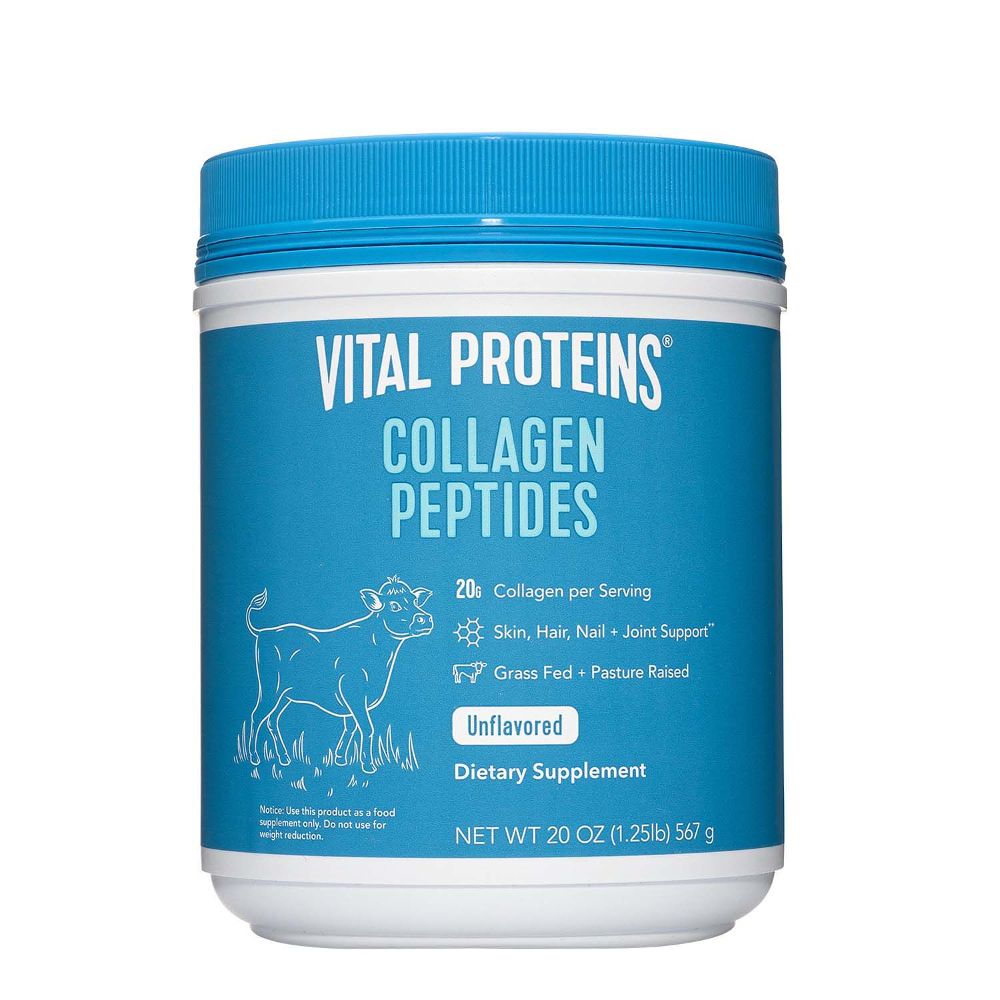 VITAL PROTEINS®
COLLAGEN
PEPTIDES
20G Collagen per Serving
Skin, Hair, Nail + Joint Support**
Grass Fed + Pasture Raised
Unflavored
Dietary Supplement
Notice: Use this product as a food
supplement only. Do not use for
weight reduction.
NET WT 20 OZ (1.25lb) 567 g